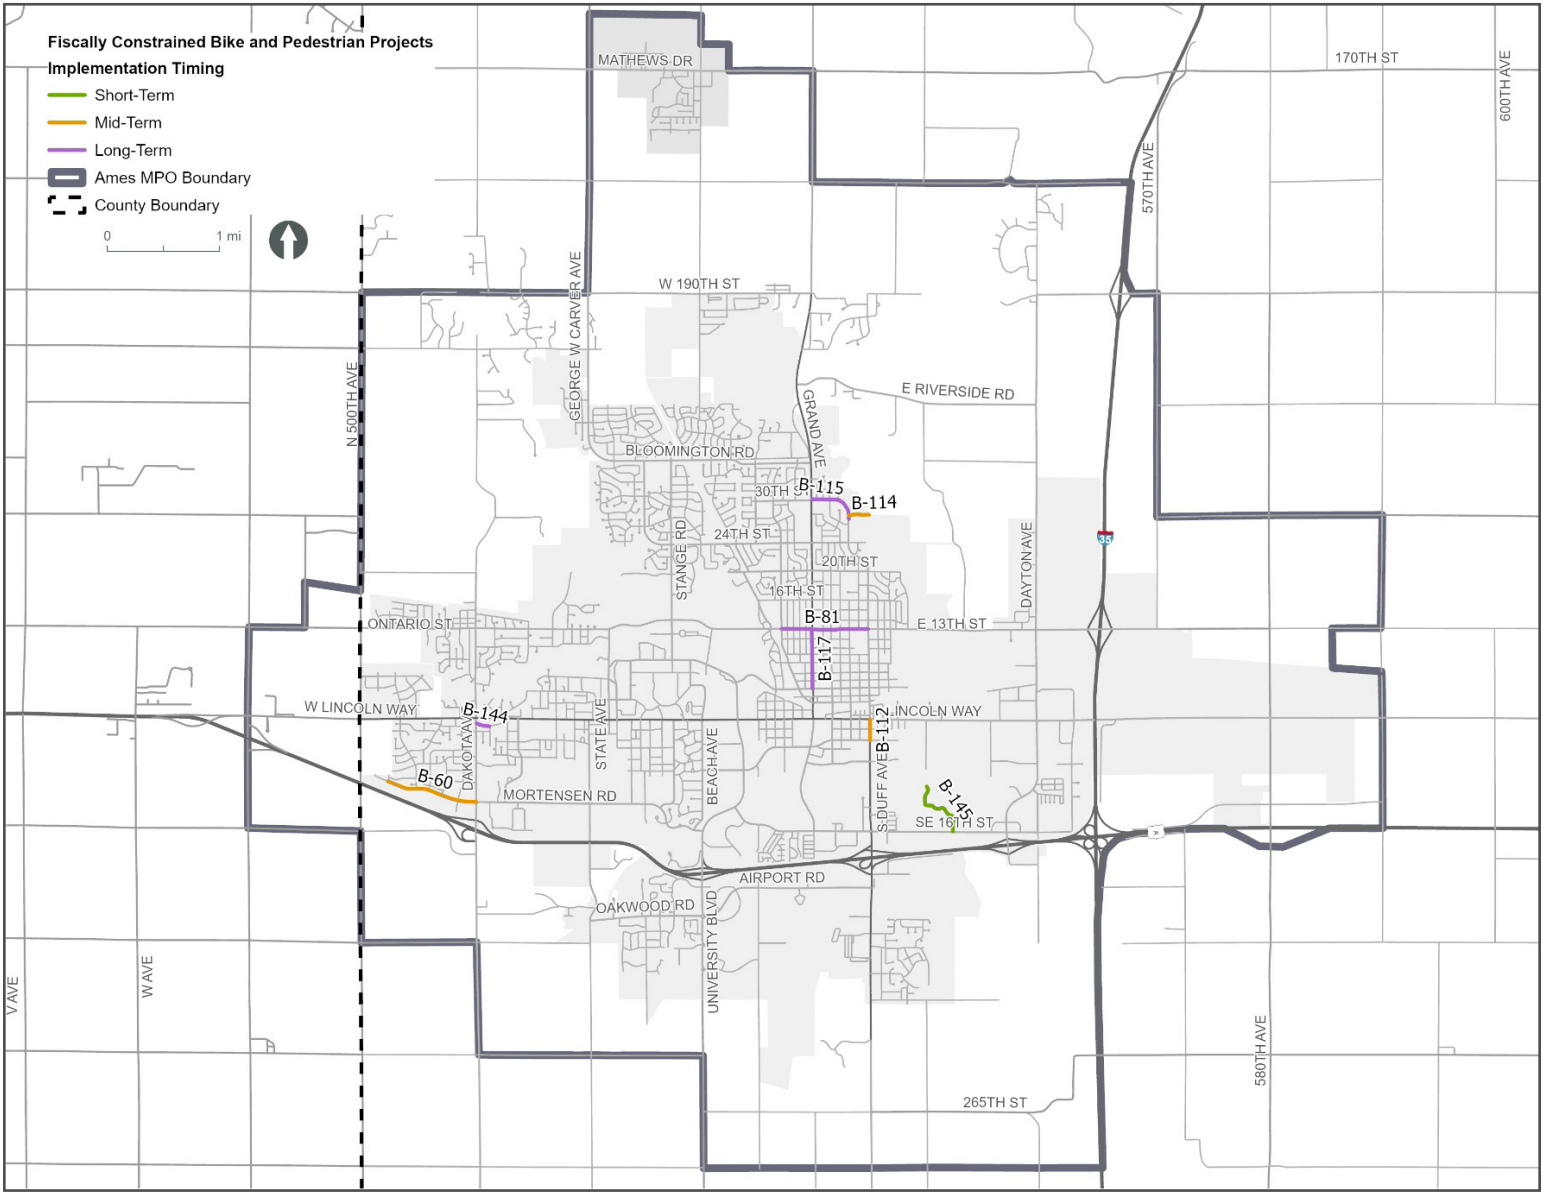 Fiscally Constrained Bike and Pedestrian Projects
Implementation Timing
Short-Term
Mid-Term
Long-Term
Ames MPO Boundary
County Boundary
0 1 mi
MATHEWS DR
170TH ST
600TH AVE
570TH AVE
GEORGE W CARVER AVE
W 190TH ST
N 500TH AVE
E RIVERSIDE RD
GRAND AVE
BLOOMINGTON RD
30TH S
B-115
B-114
24TH ST
STANGE RD
DAYTON AVE
35
20TH ST
16TH ST
B-81
ONTARIO ST
E 13TH ST
B-117
W LINCOLN WAY
B-144
INCOLN WAY
B-112
STATE AVE
DAKOTA AV
BEACH AVE
S DUFF AVE
B-60
MORTENSEN RD
B-145
SE 16TH ST
AIRPORT RD
OAKWOOD RD
UNIVERSITY BLVD
V AVE
W AVE
580TH AVE
265TH ST